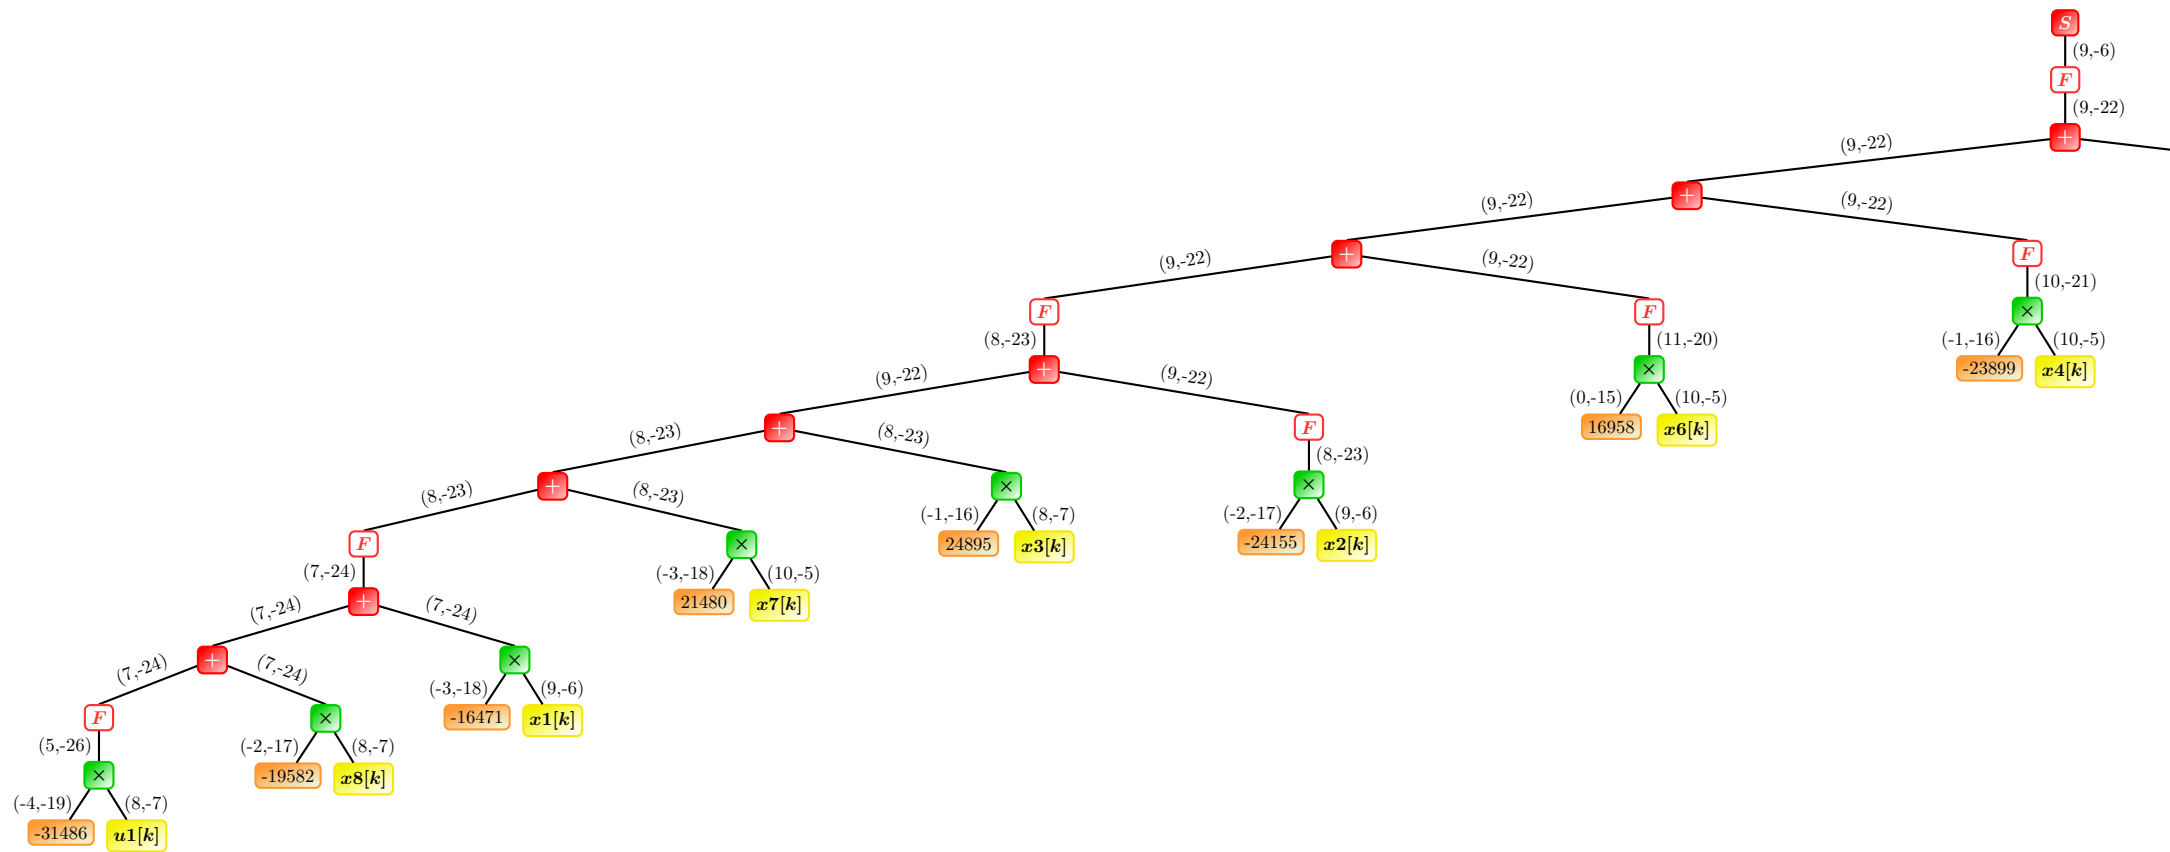 S
(9,-6)
F
(9,-22)
+
(9,-22)
+
(9,-22) (9,-22)
+ F
(9,-22) (9,-22) (10,-21)
F F ×
(8,-23) (11,-20) (-1,-16) (10,-5)
+ × -23899 x4[k]
(9,-22) (9,-22) (0,-15) (10,-5)
+ F 16958 x6[k]
(8,-23) (8,-23) (8,-23)
+ × ×
(8,-23) (8,-23) (-1,-16) (8,-7) (-2,-17) (9,-6)
F × 24895 x3[k] -24155 x2[k]
(7,-24) (-3,-18) (10,-5)
+ 21480 x7[k]
(7,-24) (7,-24)
+ ×
(7,-24) (7,-24) (-3,-18) (9,-6)
F × -16471 x1[k]
(5,-26) (-2,-17) (8,-7)
× -19582 x8[k]
(-4,-19) (8,-7)
-31486 u1[k]